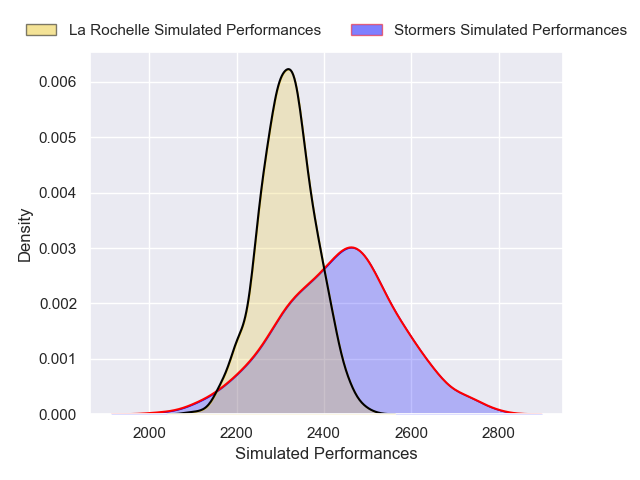 La Rochelle Simulated Performances
Stormers Simulated Performances
0.006
0.005
0.004
0.003
0.002
0.001
0.000
Density
2000 2200 2400 2600 2800
Simulated Performances